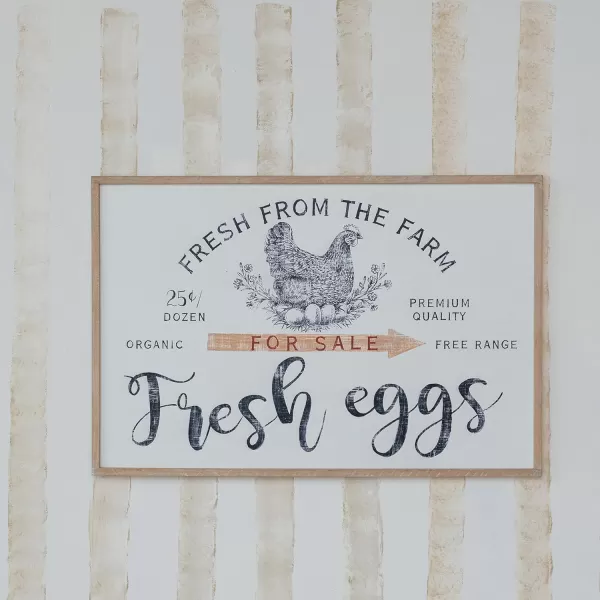 FRESH FROM THE FARM
25¢/
DOZEN
PREMIUM
QUALITY
ORGANIC
FOR SALE
FREE RANGE
Fresh eggs